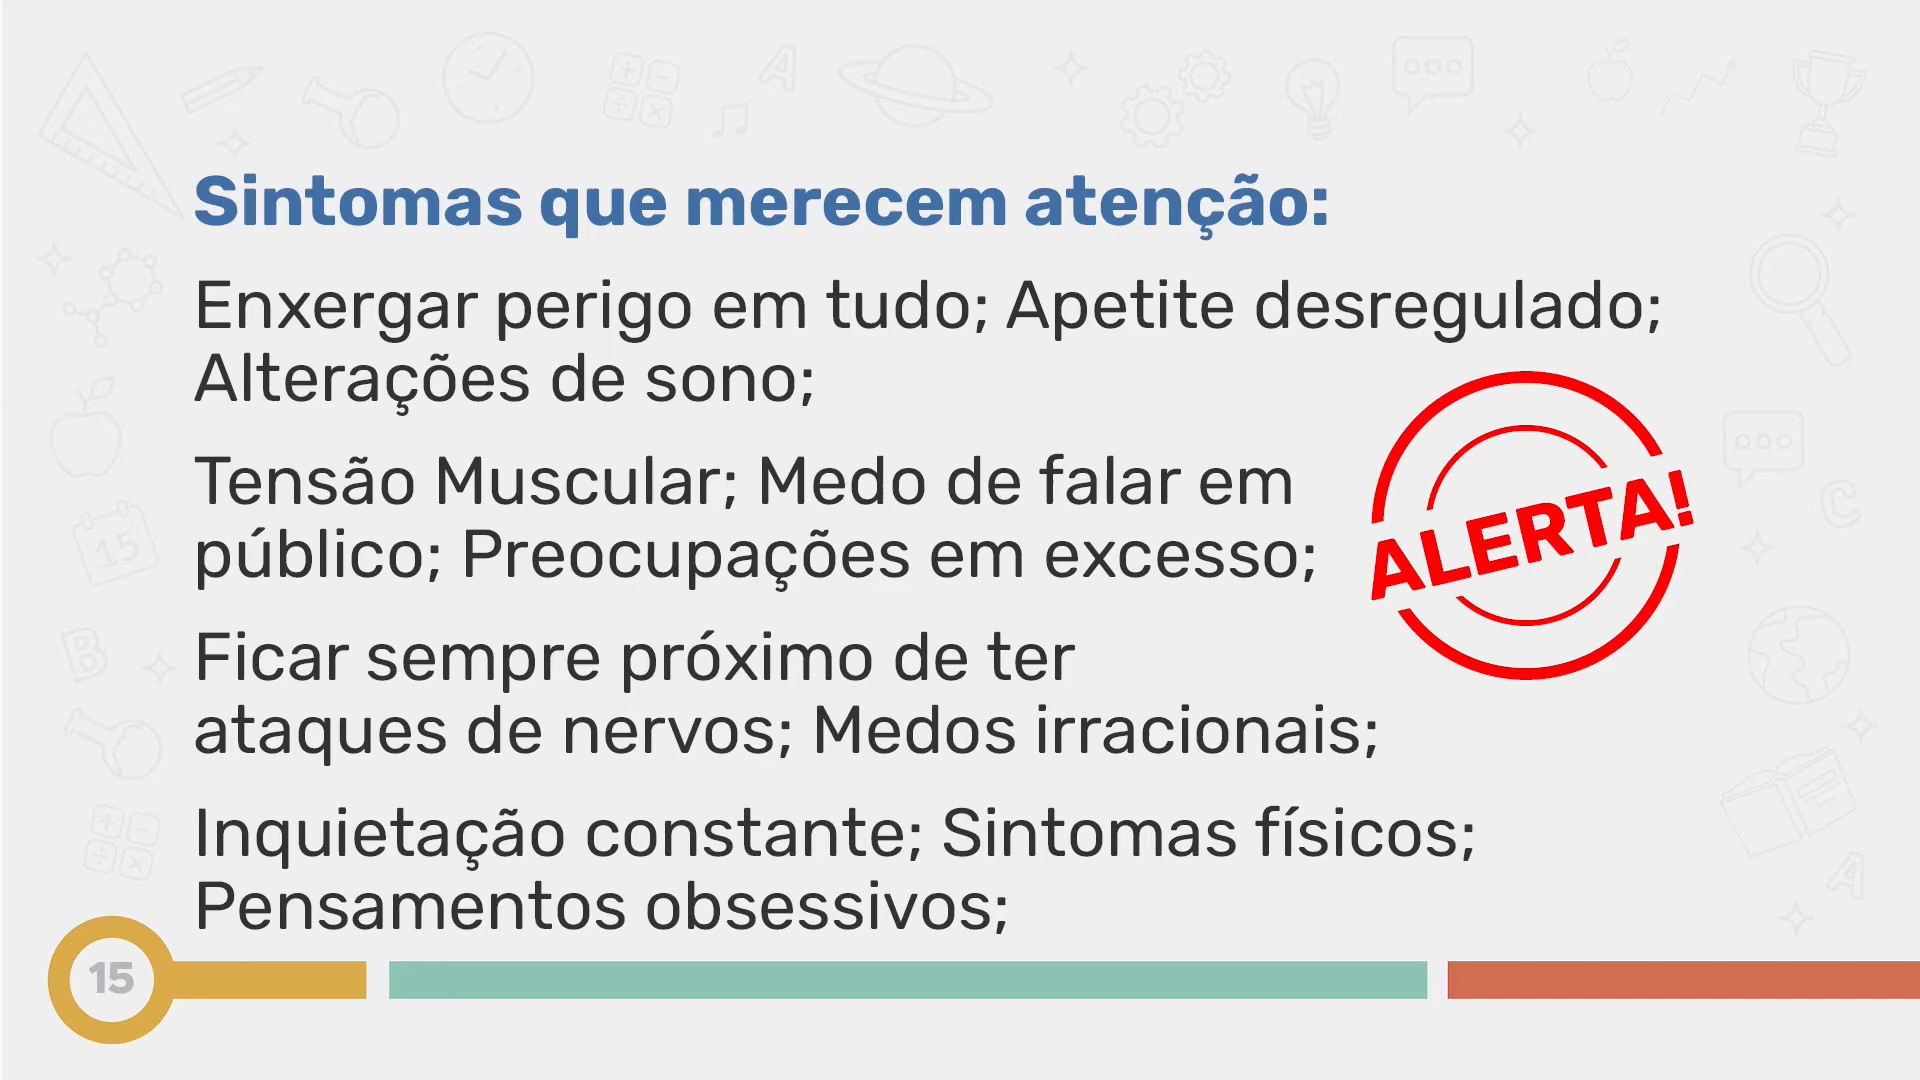 Sintomas que merecem atenção:
Enxergar perigo em tudo; Apetite desregulado;
Alterações de sono;
Tensão Muscular; Medo de falar em
público; Preocupações em excesso;
ALERTA!
Ficar sempre próximo de ter
ataques de nervos; Medos irracionais;
Inquietação constante; Sintomas físicos;
Pensamentos obsessivos;
15
A
15
B
C
A